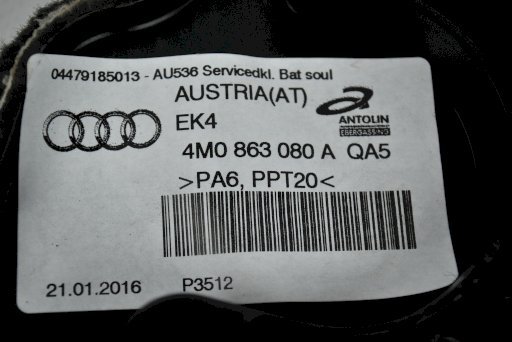 04479185013 - AU536 Servicedkl. Bat soul
AUSTRIA(AT)
EK4
ANTOLIN
EBERGASSING
4M0 863 080 A QA5
>PA6, PPT20<
21.01.2016 P3512